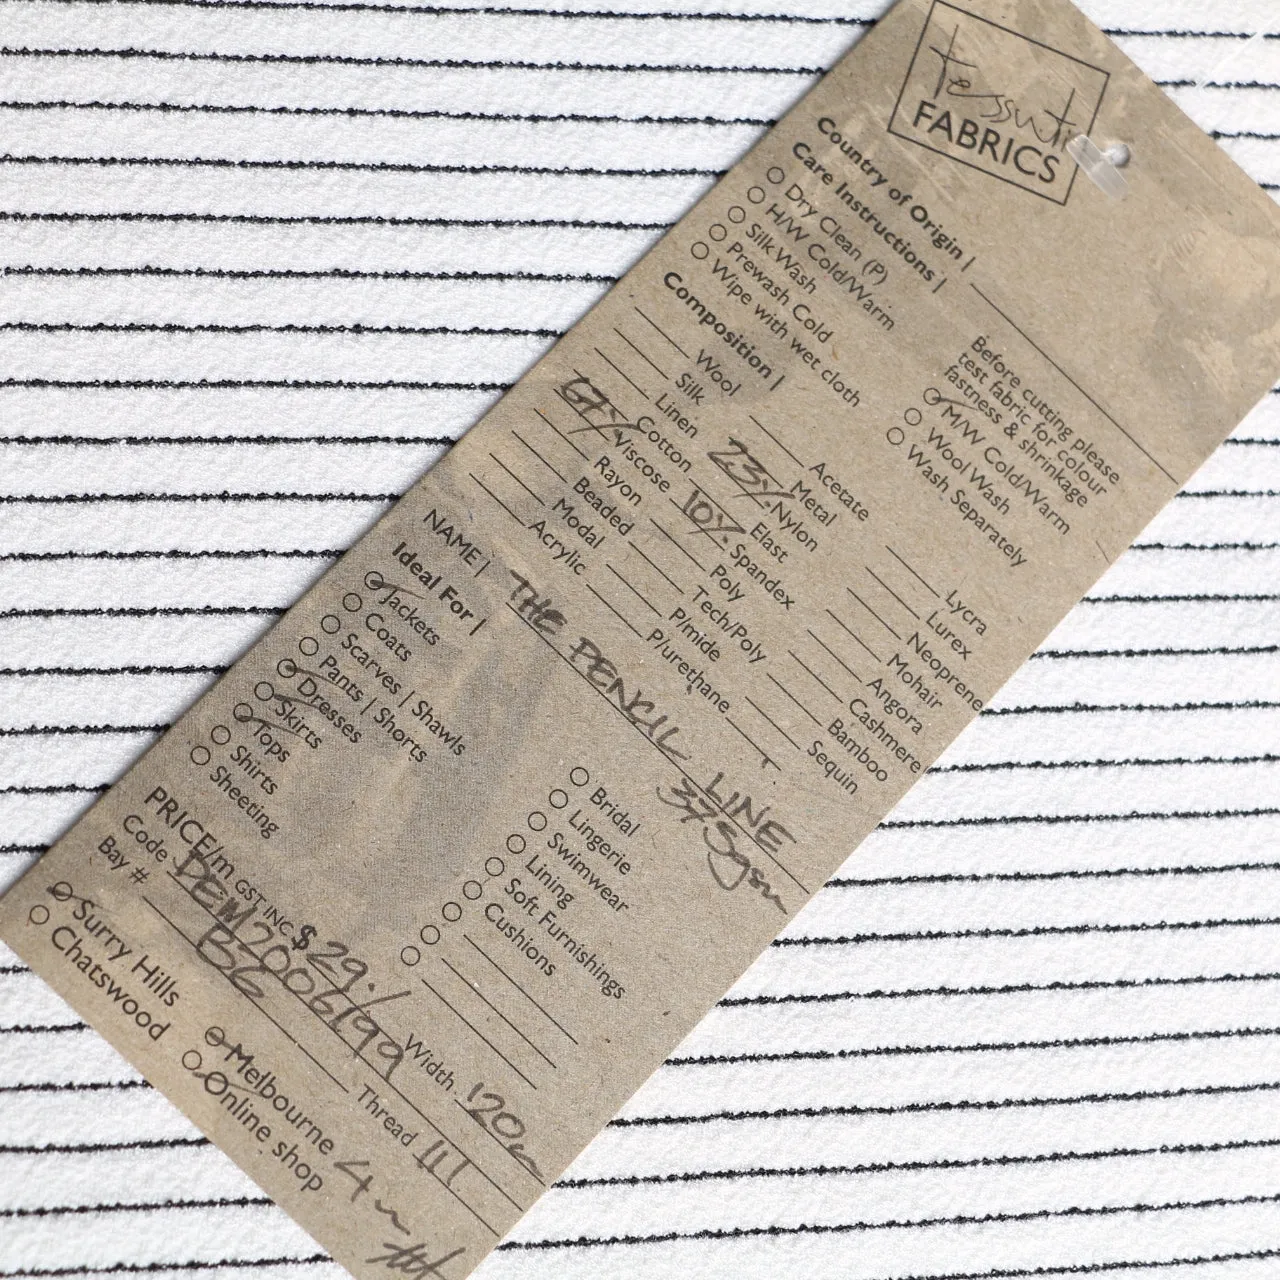 tessuti
FABRICS
Country of Origin |
Care Instructions |
Dry Clean (P)
H/W Cold/Warm
Silk Wash
Prewash Cold
Wipe with wet cloth
Before cutting please
test fabric for colour
fastness & shrinkage
M/W Cold/Warm
Wool Wash
Wash Separately
Composition |
Wool
Silk
Linen
Cotton
67% Viscose
Rayon
Beaded
Modal
Acrylic
Acetate
Metal
23% Nylon
Elast
10% Spandex
Poly
Tech/Poly
P/mide
P/urethane
Lycra
Lurex
Neoprene
Mohair
Angora
Cashmere
Bamboo
Sequin
NAME | THE PENCIL LINE
375gsm
Ideal For |
Jackets
Coats
Scarves | Shawls
Pants | Shorts
Dresses
Skirts
Tops
Shirts
Sheeting
Bridal
Lingerie
Swimwear
Lining
Soft Furnishings
Cushions
PRICE/m GST INC $ 29./ Width 120cm
Code DEM2006199 Thread
Bay # B6
Surry Hills
Chatswood
Melbourne
Online shop